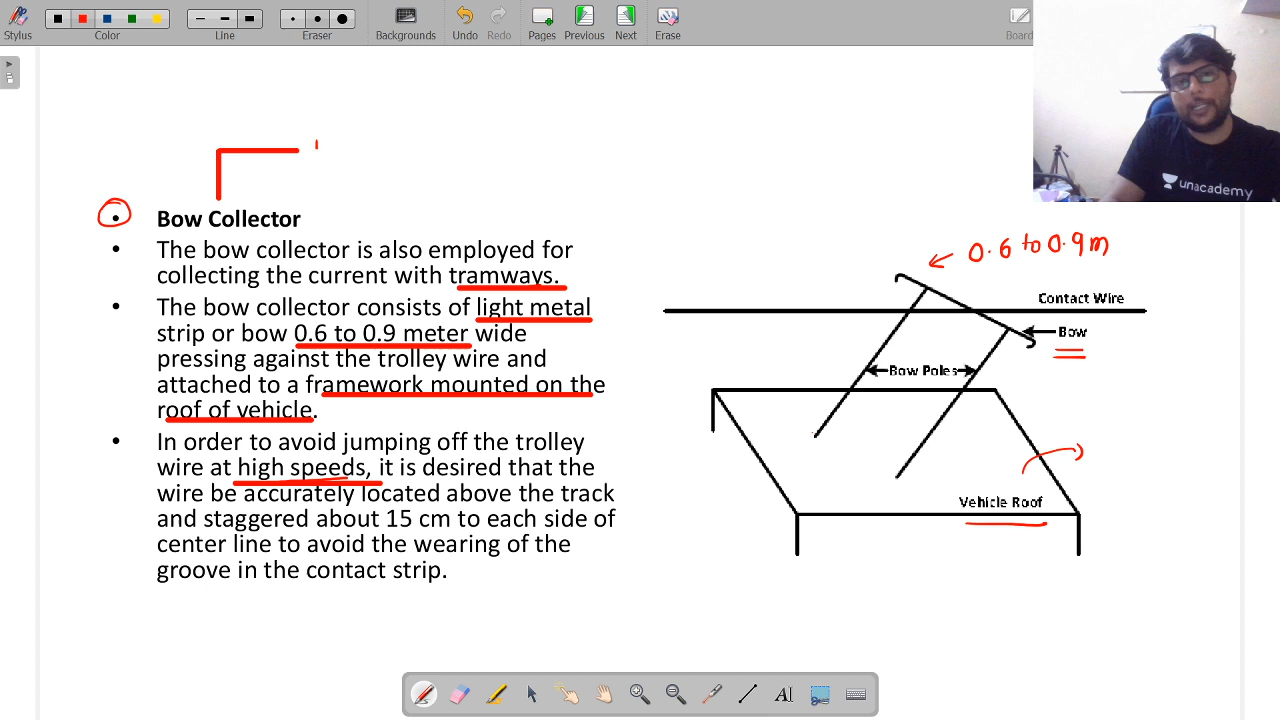 Stylus
Color
Line
Eraser
Backgrounds
Undo
Redo
Pages
Previous
Next
Erase
Board
unacademy
• Bow Collector
• The bow collector is also employed for
collecting the current with tramways.
• The bow collector consists of light metal
strip or bow 0.6 to 0.9 meter wide
pressing against the trolley wire and
attached to a framework mounted on the
roof of vehicle.
• In order to avoid jumping off the trolley
wire at high speeds, it is desired that the
wire be accurately located above the track
and staggered about 15 cm to each side of
center line to avoid the wearing of the
groove in the contact strip.
0.6 to 0.9 m
Contact Wire
Bow
Bow Poles
Vehicle Roof
AI